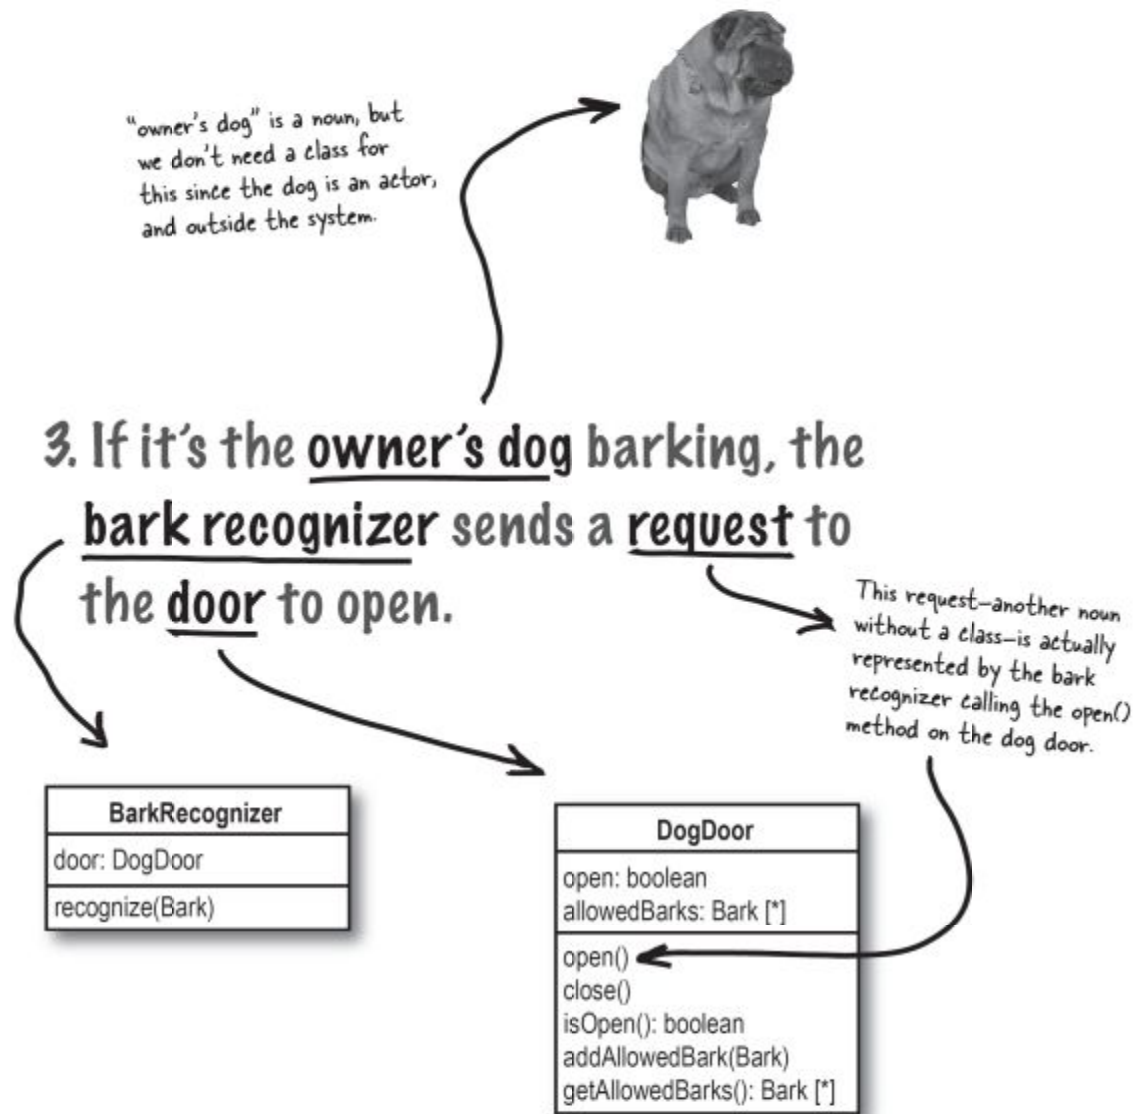 "owner's dog" is a noun, but
we don't need a class for
this since the dog is an actor,
and outside the system.
3. If it's the owner's dog barking, the
bark recognizer sends a request to
the door to open.
This request—another noun
without a class—is actually
represented by the bark
recognizer calling the open()
method on the dog door.
BarkRecognizer
door: DogDoor
recognize(Bark)
DogDoor
open: boolean
allowedBarks: Bark [*]
open()
close()
isOpen(): boolean
addAllowedBark(Bark)
getAllowedBarks(): Bark [*]